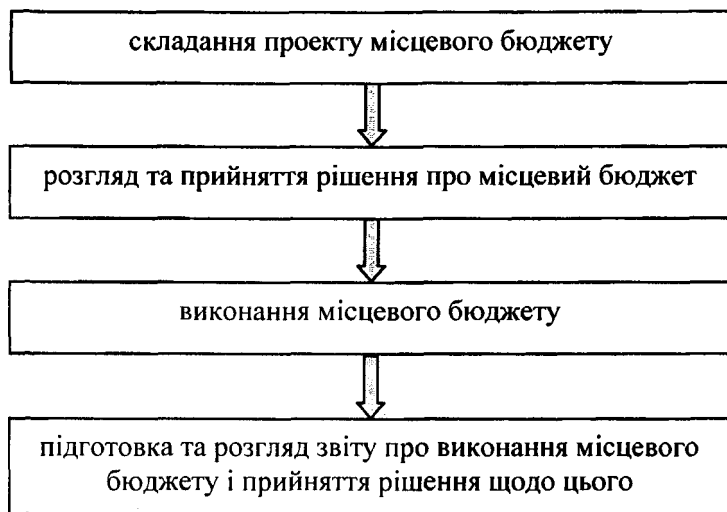 складання проекту місцевого бюджету
розгляд та прийняття рішення про місцевий бюджет
виконання місцевого бюджету
підготовка та розгляд звіту про виконання місцевого
бюджету і прийняття рішення щодо цього